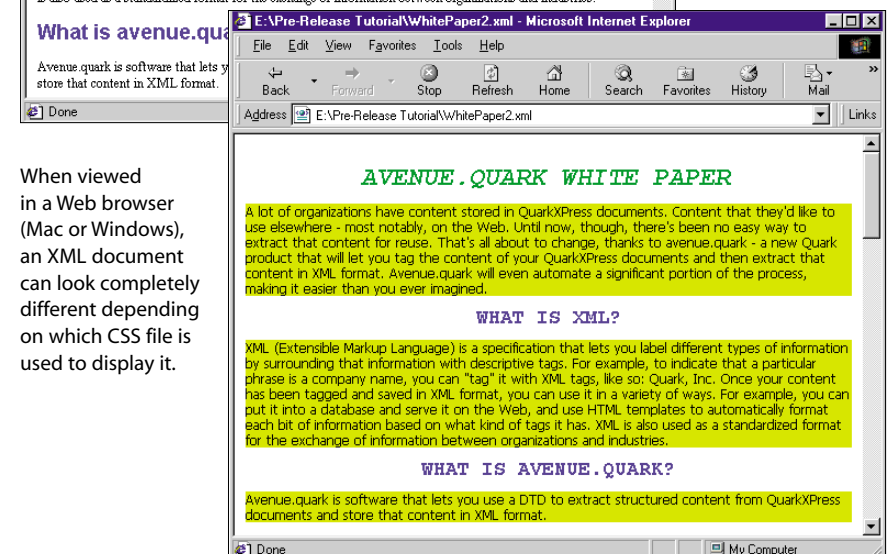 is also used as a standardized format for the exchange of information between organizations and industries.
What is avenue.qua
Avenue.quark is software that lets y
store that content in XML format.
Done
When viewed
in a Web browser
(Mac or Windows),
an XML document
can look completely
different depending
on which CSS file is
used to display it.
E:\Pre-Release Tutorial\WhitePaper2.xml - Microsoft Internet Explorer
File Edit View Favorites Tools Help
Back Forward Stop Refresh Home Search Favorites History Mail »
Address E:\Pre-Release Tutorial\WhitePaper2.xml Links
AVENUE.QUARK WHITE PAPER
A lot of organizations have content stored in QuarkXPress documents. Content that they'd like to
use elsewhere - most notably, on the Web. Until now, though, there's been no easy way to
extract that content for reuse. That's all about to change, thanks to avenue.quark - a new Quark
product that will let you tag the content of your QuarkXPress documents and then extract that
content in XML format. Avenue.quark will even automate a significant portion of the process,
making it easier than you ever imagined.
WHAT IS XML?
XML (Extensible Markup Language) is a specification that lets you label different types of information
by surrounding that information with descriptive tags. For example, to indicate that a particular
phrase is a company name, you can "tag" it with XML tags, like so: Quark, Inc. Once your content
has been tagged and saved in XML format, you can use it in a variety of ways. For example, you can
put it into a database and serve it on the Web, and use HTML templates to automatically format
each bit of information based on what kind of tags it has. XML is also used as a standardized format
for the exchange of information between organizations and industries.
WHAT IS AVENUE.QUARK?
Avenue.quark is software that lets you use a DTD to extract structured content from QuarkXPress
documents and store that content in XML format.
Done My Computer